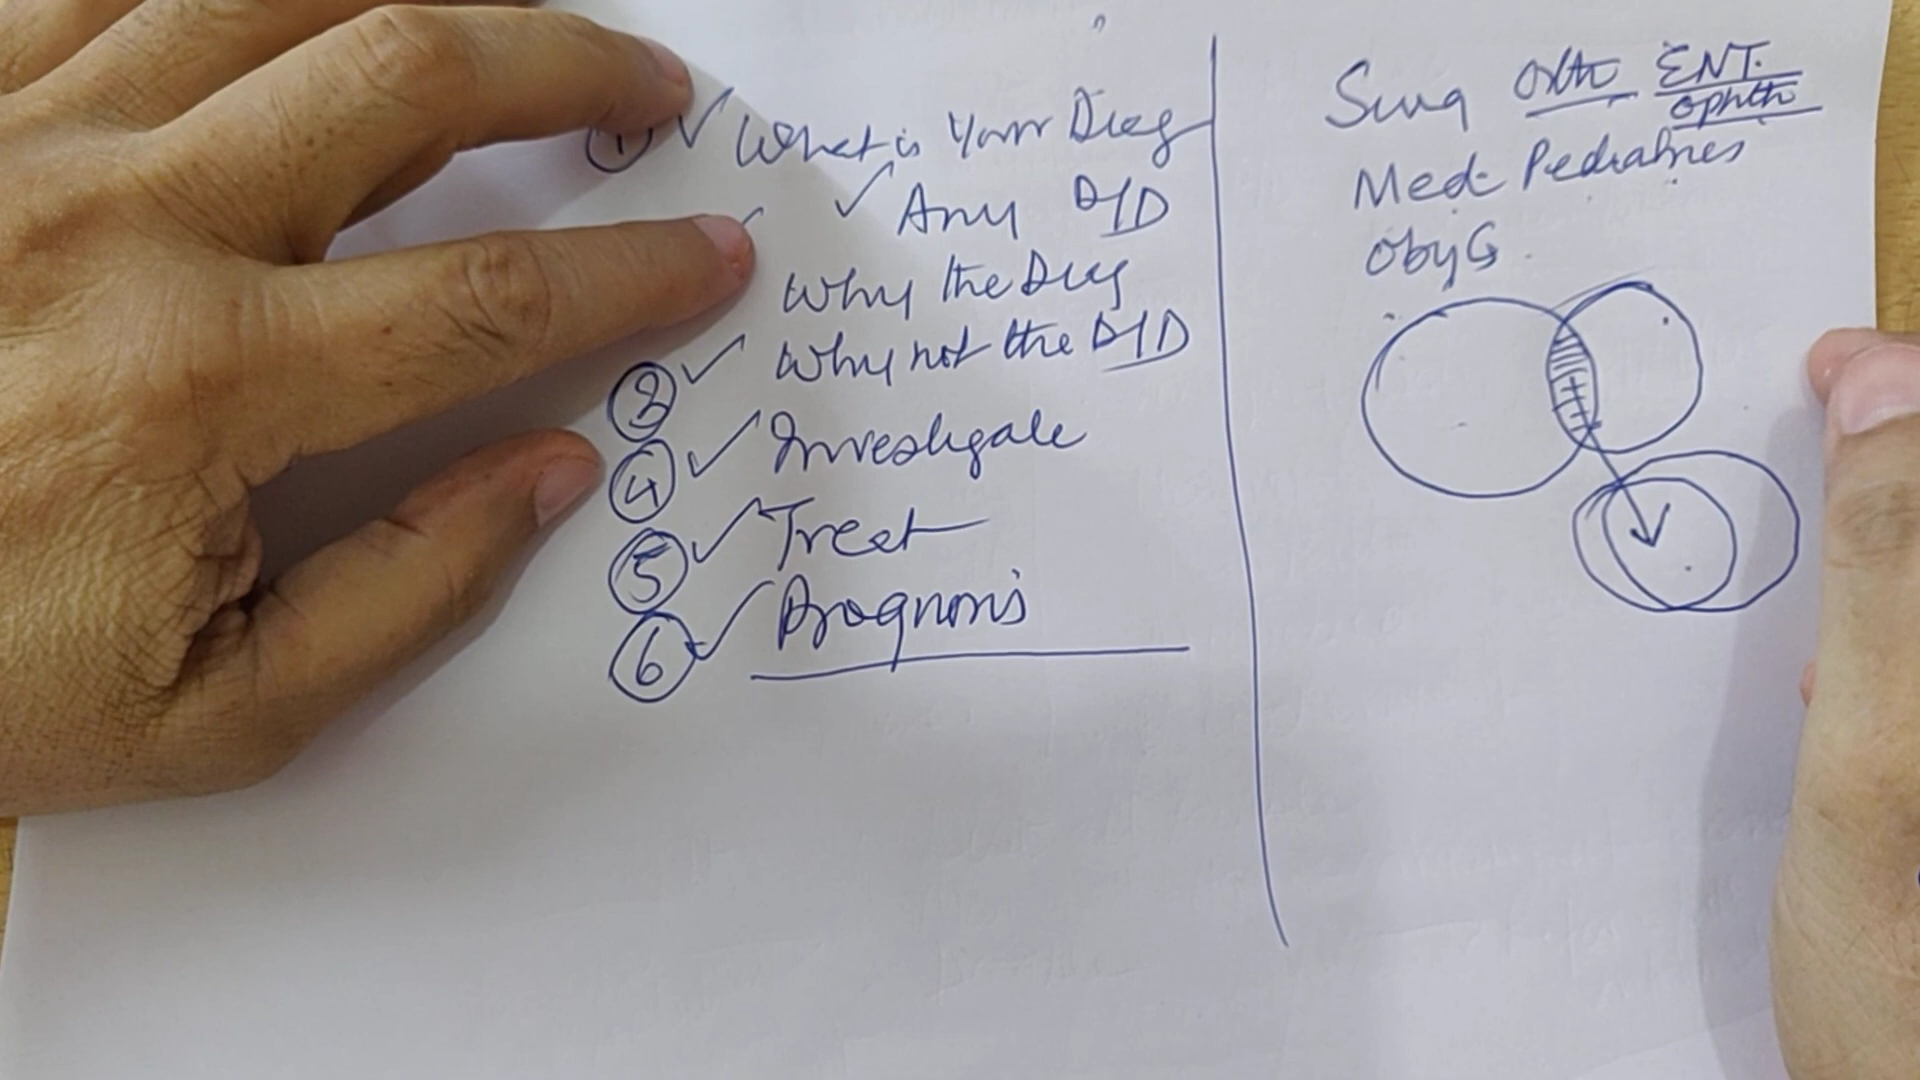 ① ✓ What is Your Diag
✓ Any D/D
Why the Diag
③ ✓ Why not the D/D
④ ✓ Investigate
⑤ ✓ Treat
⑥ ✓ Prognosis
Surg Orth ENT.
Ophth
Med Pediatrics
ObyG